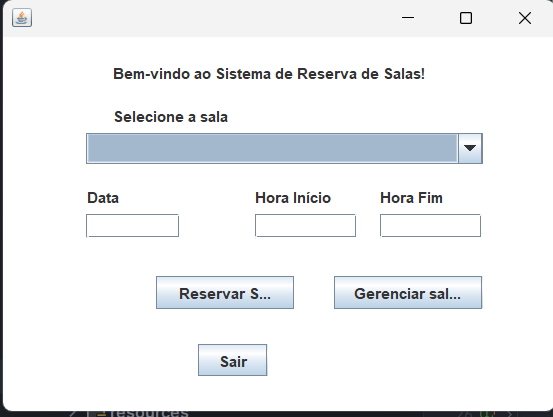 Bem-vindo ao Sistema de Reserva de Salas!
Selecione a sala
Data Hora Início Hora Fim
Reservar S... Gerenciar sal...
Sair
resources